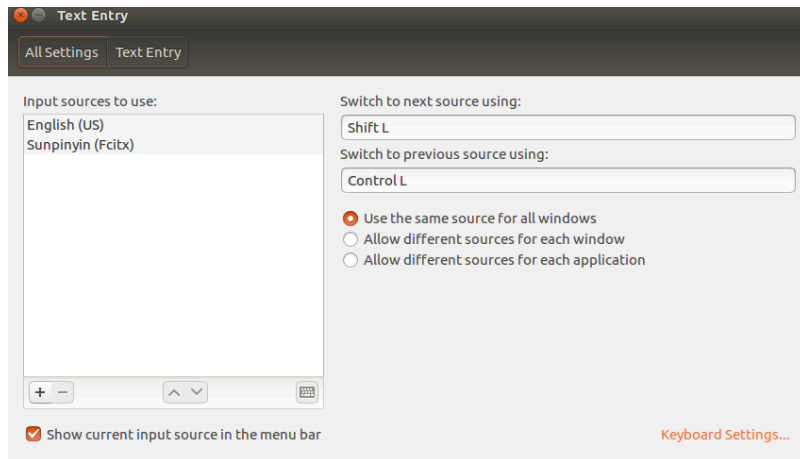 Text Entry
All Settings Text Entry
Input sources to use:
English (US)
Sunpinyin (Fcitx)
Switch to next source using:
Shift L
Switch to previous source using:
Control L
Use the same source for all windows
Allow different sources for each window
Allow different sources for each application
Show current input source in the menu bar
Keyboard Settings...